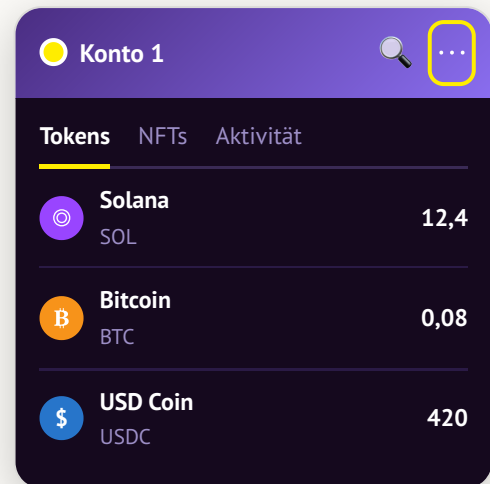 Konto 1
Tokens NFTs Aktivität
Solana
SOL
12,4
Bitcoin
BTC
0,08
USD Coin
USDC
420